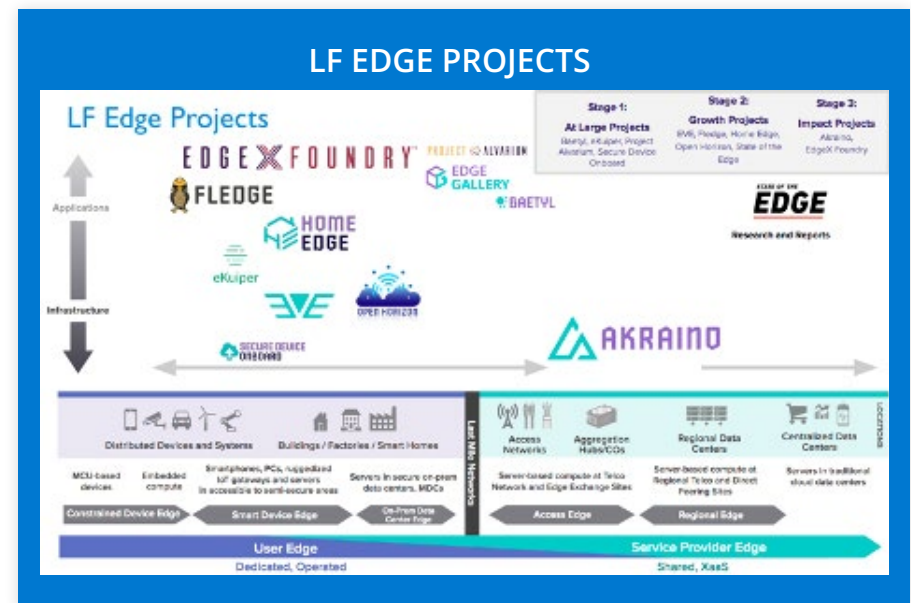 LF EDGE PROJECTS
LF Edge Projects
Stage 1:
At Large Projects
Baetyl, eKuiper, Project
Alvarium, Secure Device
Onboard
Stage 2:
Growth Projects
EVE, Fledge, Home Edge,
Open Horizon, State of the
Edge
Stage 3:
Impact Projects
Akraino,
EdgeX Foundry
EDGE X FOUNDRY
PROJECT ALVARIUM
FLEDGE
EDGE
GALLERY
BAETYL
STATE OF THE
EDGE
Research and Reports
Applications
HOME
EDGE
eKuiper
EVE
OPEN HORIZON
Infrastructure
SECURE DEVICE
ONBOARD
AKRAINO
Distributed Devices and Systems
Buildings / Factories / Smart Homes
Last Mile Networks
Access
Networks
Aggregation
Hubs/COs
Regional Data
Centers
Centralized Data
Centers
LOCATIONS
MCU-based
devices
Embedded
compute
Smartphones, PCs, ruggedized
IoT gateways and servers
in accessible to semi-secure areas
Servers in secure on-prem
data centers, MDCs
Server-based compute at Telco
Network and Edge Exchange Sites
Server-based compute at
Regional Telco and Direct
Peering Sites
Servers in traditional
cloud data centers
Constrained Device Edge
Smart Device Edge
On-Prem Data
Center Edge
Access Edge
Regional Edge
User Edge
Service Provider Edge
Dedicated, Operated
Shared, XaaS